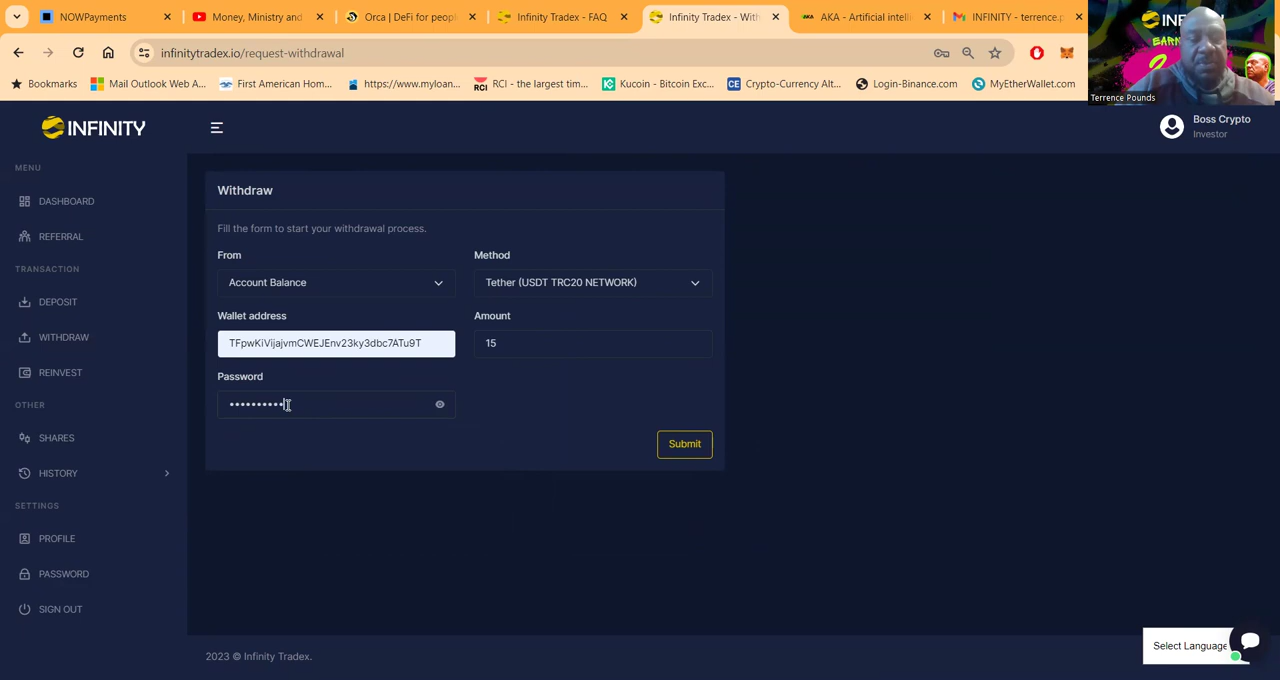 NOWPayments
Money, Ministry and
Orca | DeFi for peopl
Infinity Tradex - FAQ
Infinity Tradex - With
AKA - Artificial intelli
INFINITY - terrence.p
infinitytradex.io/request-withdrawal
Bookmarks
Mail Outlook Web A...
First American Hom...
https://www.myloan...
RCI - the largest tim...
Kucoin - Bitcoin Exc...
Crypto-Currency Alt...
Login-Binance.com
MyEtherWallet.com
Terrence Pounds
INFINITY
Boss Crypto
Investor
MENU
DASHBOARD
REFERRAL
TRANSACTION
DEPOSIT
WITHDRAW
REINVEST
OTHER
SHARES
HISTORY
SETTINGS
PROFILE
PASSWORD
SIGN OUT
Withdraw
Fill the form to start your withdrawal process.
From
Method
Account Balance
Tether (USDT TRC20 NETWORK)
Wallet address
Amount
TFpwKiVijajvmCWEJEnv23ky3dbc7ATu9T
15
Password
Submit
2023 © Infinity Tradex.
Select Language